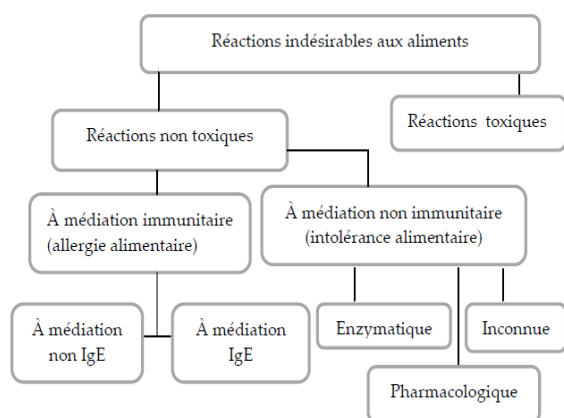 Réactions indésirables aux aliments
Réactions toxiques
Réactions non toxiques
À médiation immunitaire
(allergie alimentaire)
À médiation non immunitaire
(intolérance alimentaire)
À médiation
non IgE
À médiation
IgE
Enzymatique
Inconnue
Pharmacologique